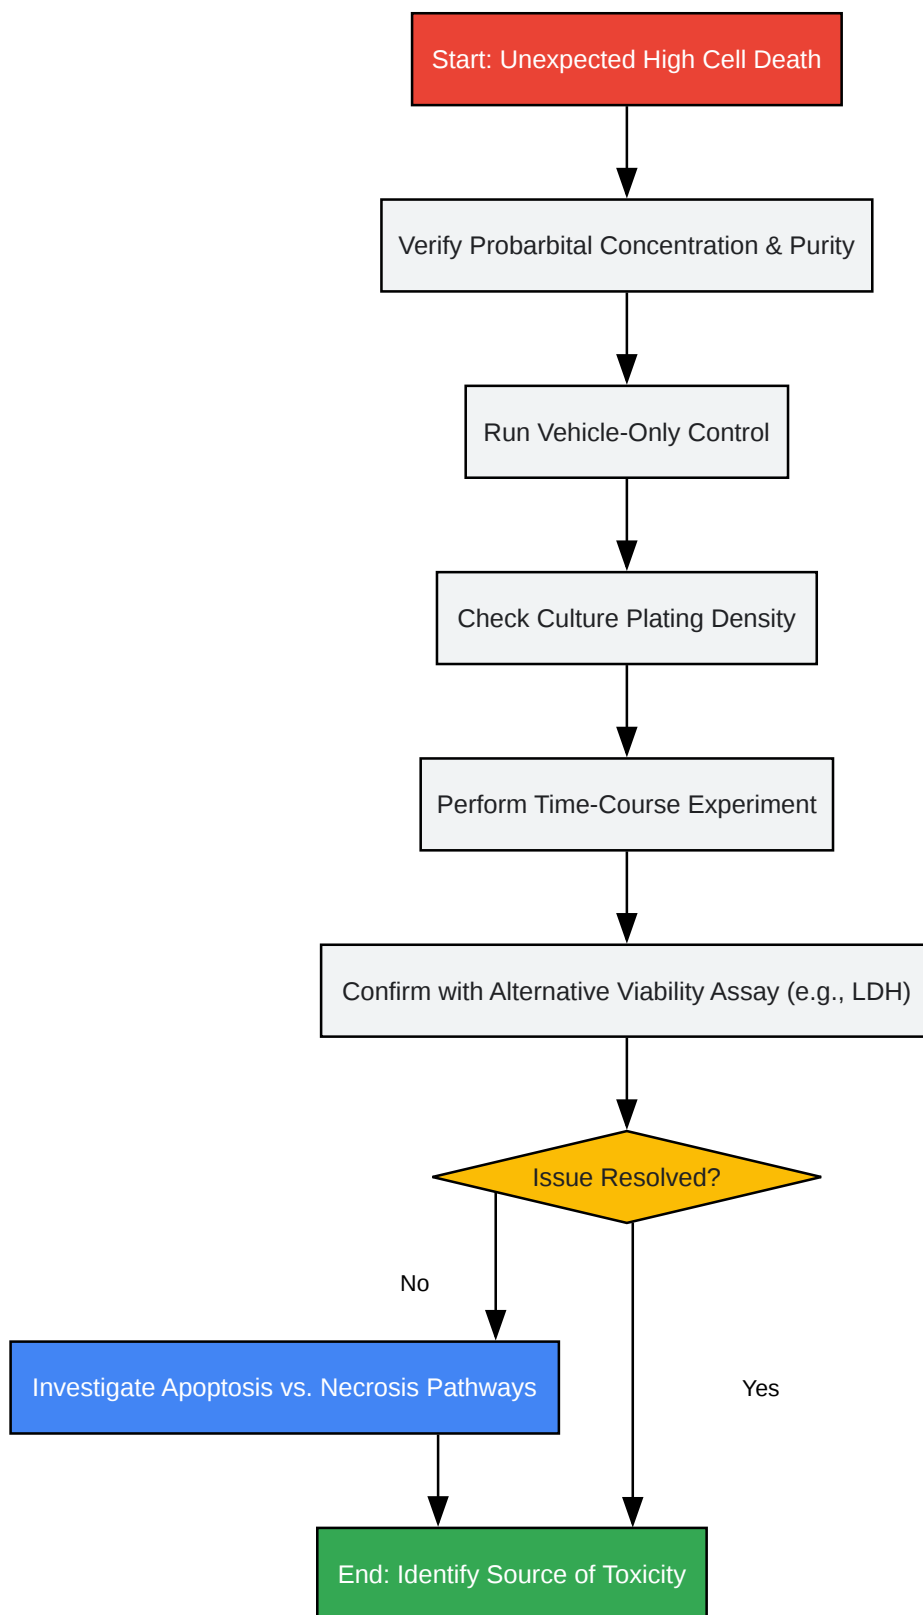 Start: Unexpected High Cell Death
Verify Probarbital Concentration & Purity
Run Vehicle-Only Control
Check Culture Plating Density
Perform Time-Course Experiment
Confirm with Alternative Viability Assay (e.g., LDH)
Issue Resolved?
No
Investigate Apoptosis vs. Necrosis Pathways
Yes
End: Identify Source of Toxicity